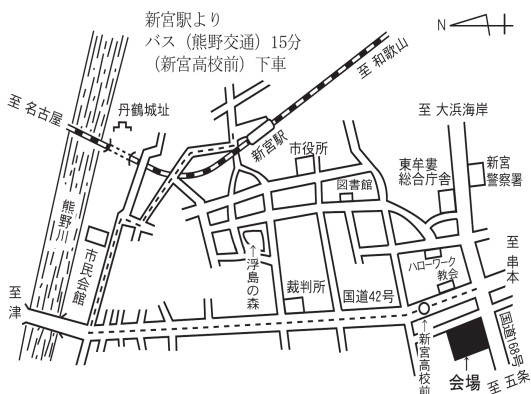 新宮駅より
バス（熊野交通）15分
（新宮高校前）下車
N
至 和歌山
至 名古屋
丹鶴城址
新宮駅
市役所
至 大浜海岸
図書館
東牟婁
総合庁舎
新宮
警察署
熊野川
市民会館
↑浮島の森
裁判所
国道42号
ハローワーク
教会
至串本
至津
↑新宮高校前
会場
国道168号
至 五条